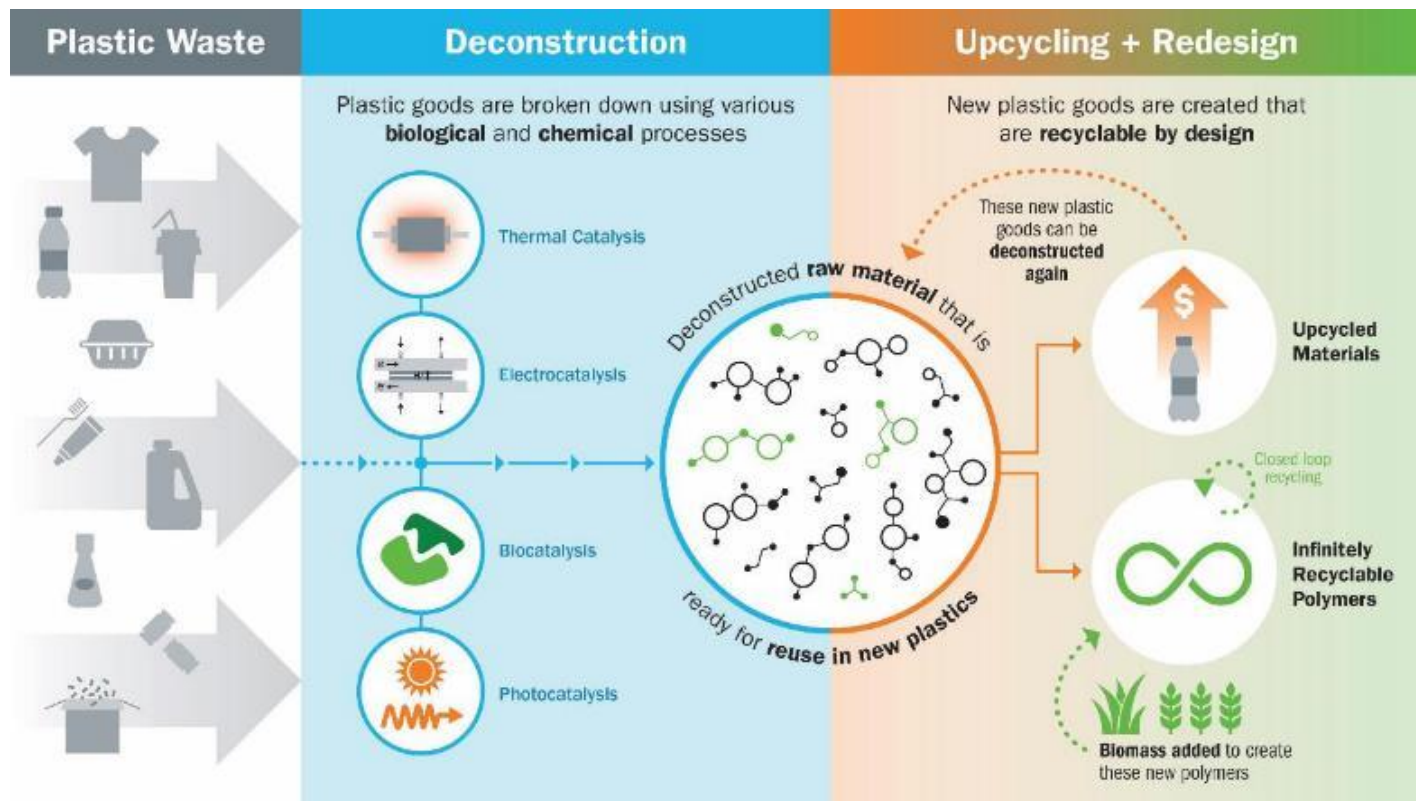 Plastic Waste
Deconstruction
Plastic goods are broken down using various
biological and chemical processes
Thermal Catalysis
Electrocatalysis
Biocatalysis
Photocatalysis
Deconstructed raw material that is
ready for reuse in new plastics
Upcycling + Redesign
New plastic goods are created that
are recyclable by design
These new plastic
goods can be
deconstructed
again
$
Upcycled
Materials
Closed loop
recycling
Infinitely
Recyclable
Polymers
Biomass added to create
these new polymers